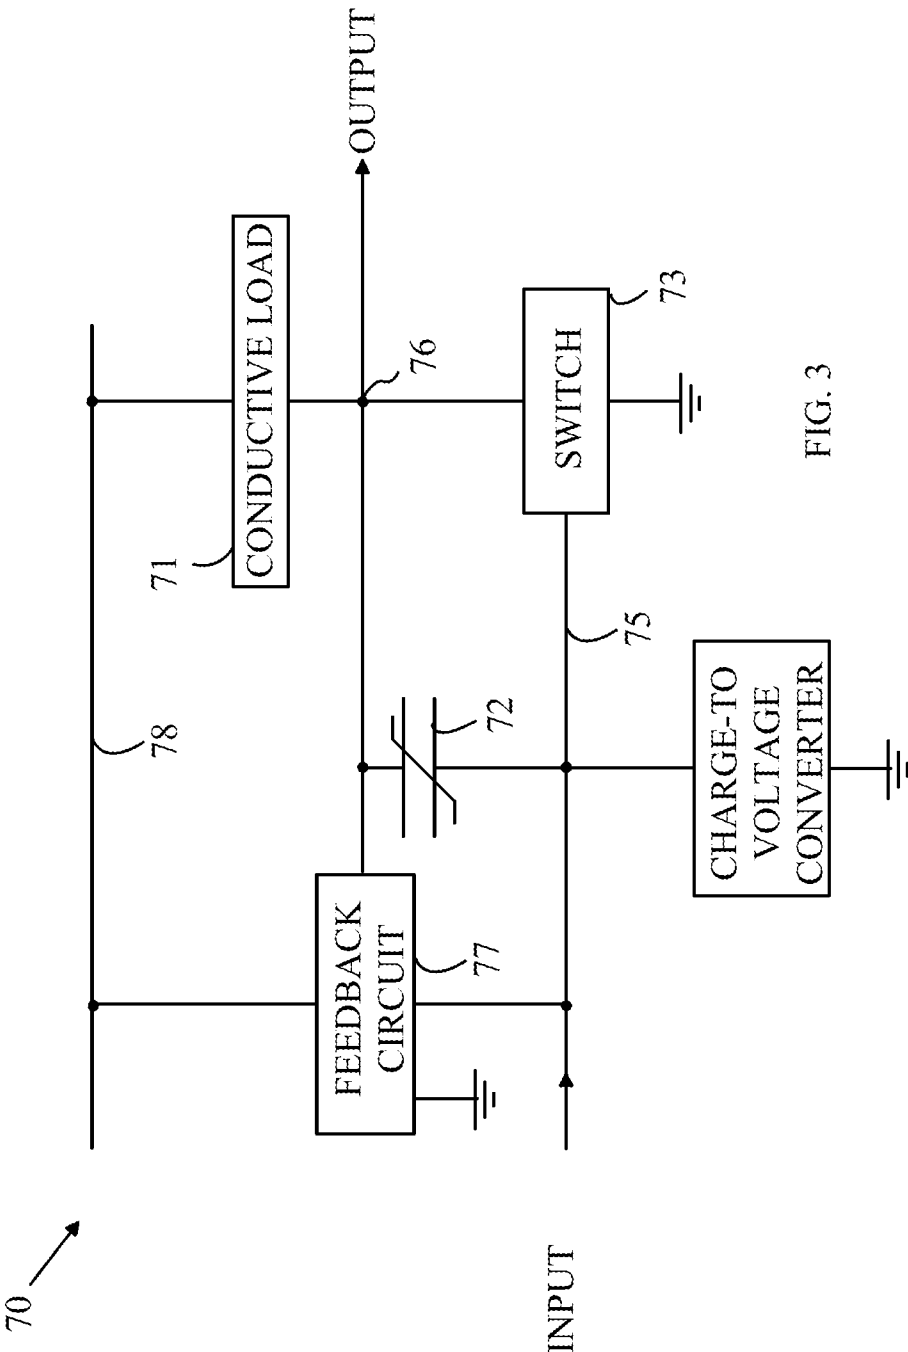 70
78
71
CONDUCTIVE LOAD
OUTPUT
76
FEEDBACK
CIRCUIT
77
72
75
SWITCH
73
INPUT
CHARGE-TO
VOLTAGE
CONVERTER
FIG. 3